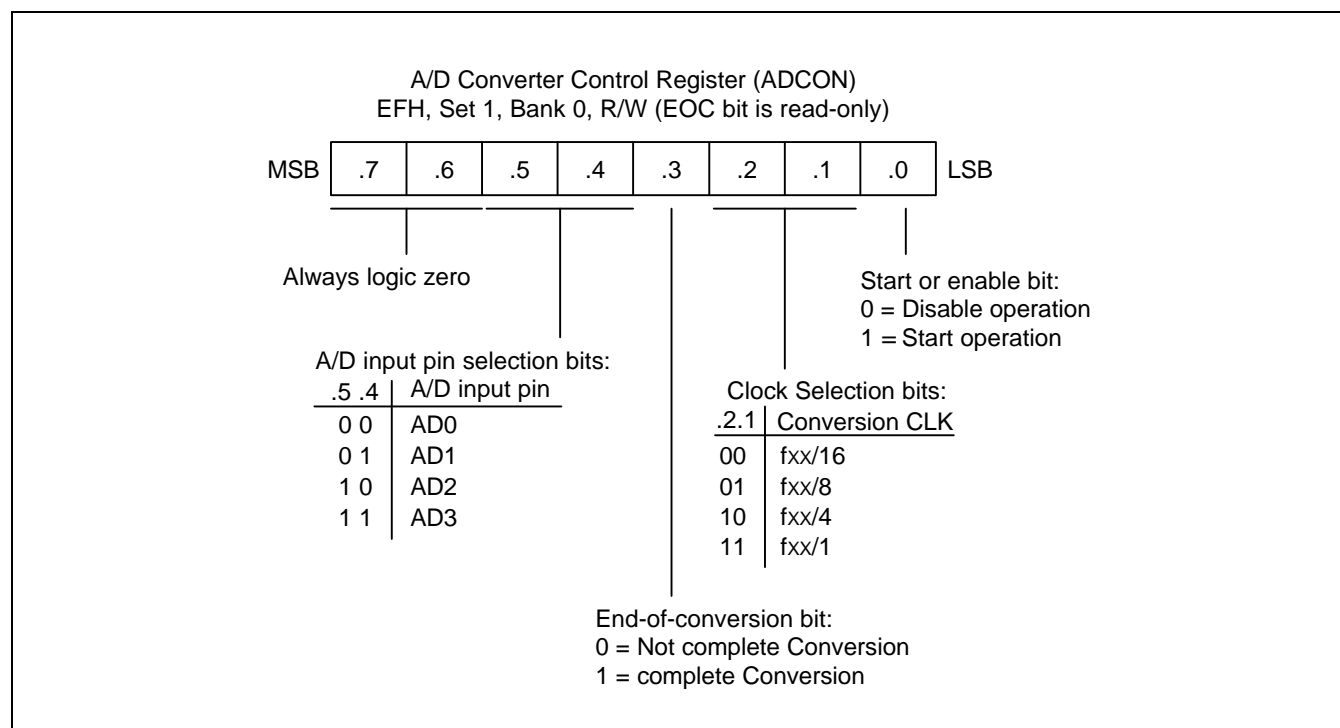 A/D Converter Control Register (ADCON)
EFH, Set 1, Bank 0, R/W (EOC bit is read-only)
MSB .7 .6 .5 .4 .3 .2 .1 .0 LSB
Always logic zero
Start or enable bit:
0 = Disable operation
1 = Start operation
A/D input pin selection bits:
.5 .4 A/D input pin
0 0 AD0
0 1 AD1
1 0 AD2
1 1 AD3
Clock Selection bits:
.2.1 Conversion CLK
00 fxx/16
01 fxx/8
10 fxx/4
11 fxx/1
End-of-conversion bit:
0 = Not complete Conversion
1 = complete Conversion